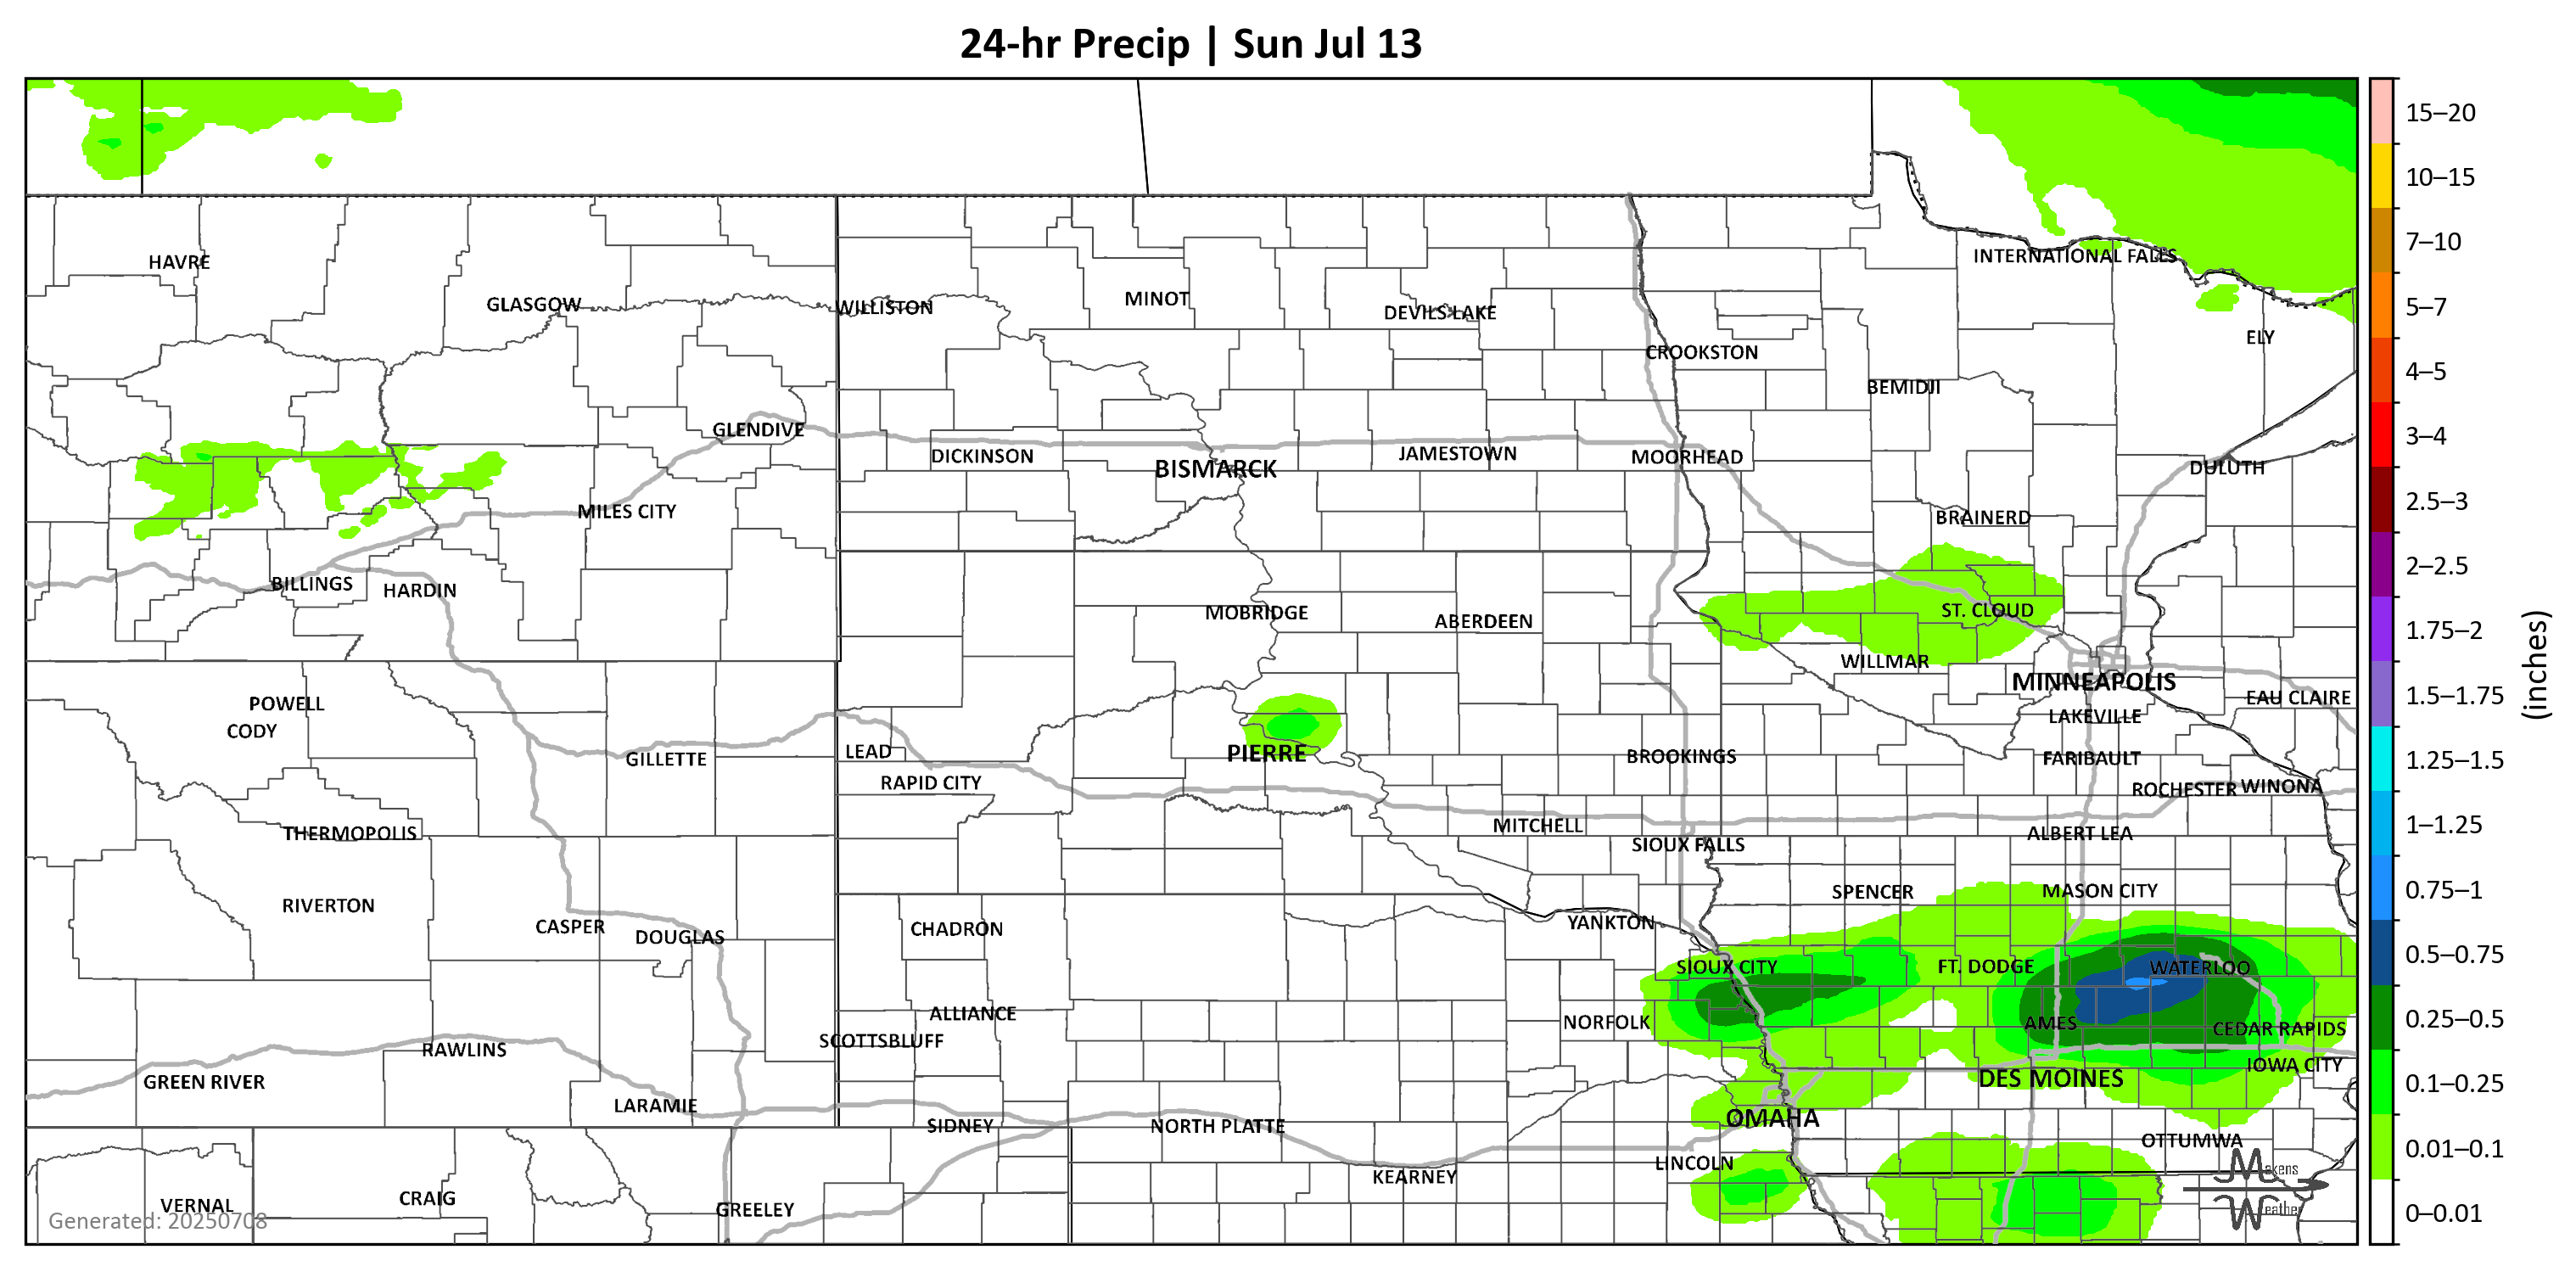 24-hr Precip | Sun Jul 13
15–20
10–15
7–10
5–7
4–5
3–4
2.5–3
2–2.5
1.75–2
1.5–1.75
1.25–1.5
1–1.25
0.75–1
0.5–0.75
0.25–0.5
0.1–0.25
0.01–0.1
0–0.01
(inches)
INTERNATIONAL FALLS
HAVRE
GLASGOW
WILLISTON
MINOT
DEVILS LAKE
ELY
CROOKSTON
BEMIDJI
GLENDIVE
DICKINSON
BISMARCK
JAMESTOWN
MOORHEAD
DULUTH
MILES CITY
BRAINERD
BILLINGS
HARDIN
MOBRIDGE
ABERDEEN
ST. CLOUD
WILLMAR
MINNEAPOLIS
EAU CLAIRE
POWELL
CODY
LAKEVILLE
GILLETTE
LEAD
PIERRE
BROOKINGS
FARIBAULT
RAPID CITY
ROCHESTER
WINONA
THERMOPOLIS
MITCHELL
ALBERT LEA
SIOUX FALLS
RIVERTON
SPENCER
MASON CITY
CASPER
DOUGLAS
CHADRON
YANKTON
SIOUX CITY
FT. DODGE
WATERLOO
ALLIANCE
NORFOLK
AMES
CEDAR RAPIDS
SCOTTSBLUFF
RAWLINS
IOWA CITY
GREEN RIVER
DES MOINES
LARAMIE
SIDNEY
NORTH PLATTE
OMAHA
OTTUMWA
LINCOLN
KEARNEY
VERNAL
CRAIG
GREELEY
Generated: 20250708
Makens
Weather